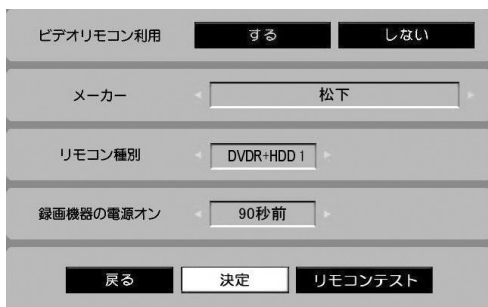 ビデオリモコン利用 する しない
メーカー 松下
リモコン種別 DVDR+HDD 1
録画機器の電源オン 90秒前
戻る 決定 リモコンテスト